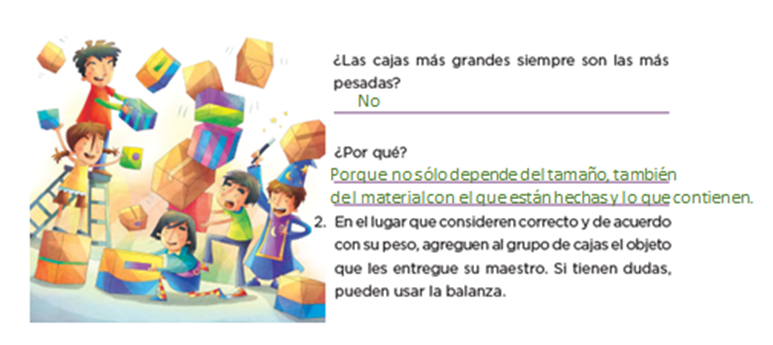 ¿Las cajas más grandes siempre son las más
pesadas?
No
¿Por qué?
Porque no sólo depende del tamaño, también
del material con el que están hechas y lo que contienen.
2. En el lugar que consideren correcto y de acuerdo
con su peso, agreguen al grupo de cajas el objeto
que les entregue su maestro. Si tienen dudas,
pueden usar la balanza.